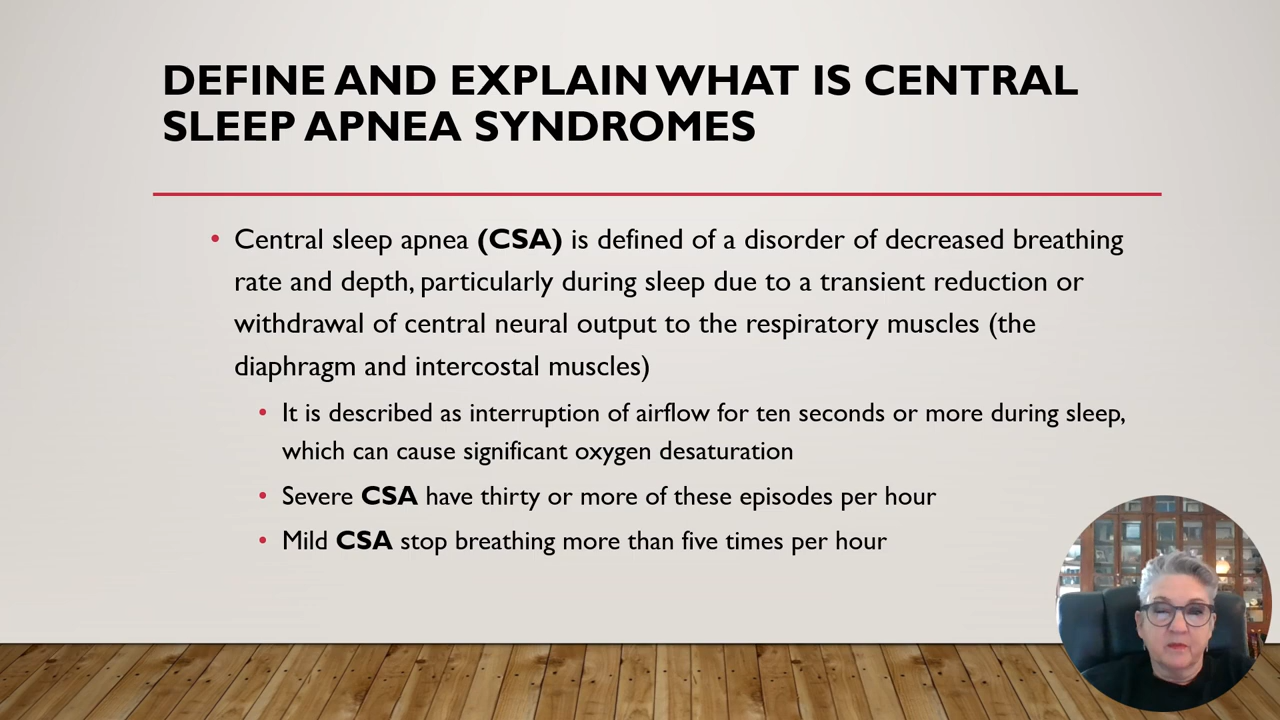 DEFINE AND EXPLAIN WHAT IS CENTRAL
SLEEP APNEA SYNDROMES
• Central sleep apnea (CSA) is defined of a disorder of decreased breathing
rate and depth, particularly during sleep due to a transient reduction or
withdrawal of central neural output to the respiratory muscles (the
diaphragm and intercostal muscles)
• It is described as interruption of airflow for ten seconds or more during sleep,
which can cause significant oxygen desaturation
• Severe CSA have thirty or more of these episodes per hour
• Mild CSA stop breathing more than five times per hour